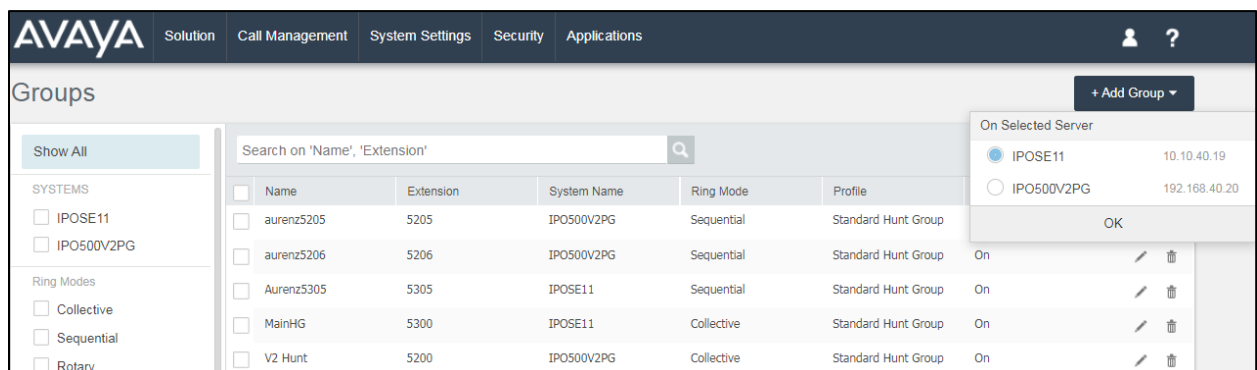 AVAYA Solution Call Management System Settings Security Applications ?
Groups + Add Group
On Selected Server
IPOSE11 10.10.40.19
IPO500V2PG 192.168.40.20
OK
Show All
SYSTEMS
IPOSE11
IPO500V2PG
Ring Modes
Collective
Sequential
Rotary
Search on 'Name', 'Extension'
Name Extension System Name Ring Mode Profile
aurenz5205 5205 IPO500V2PG Sequential Standard Hunt Group
aurenz5206 5206 IPO500V2PG Sequential Standard Hunt Group On
Aurenz5305 5305 IPOSE11 Sequential Standard Hunt Group On
MainHG 5300 IPOSE11 Collective Standard Hunt Group On
V2 Hunt 5200 IPO500V2PG Collective Standard Hunt Group On